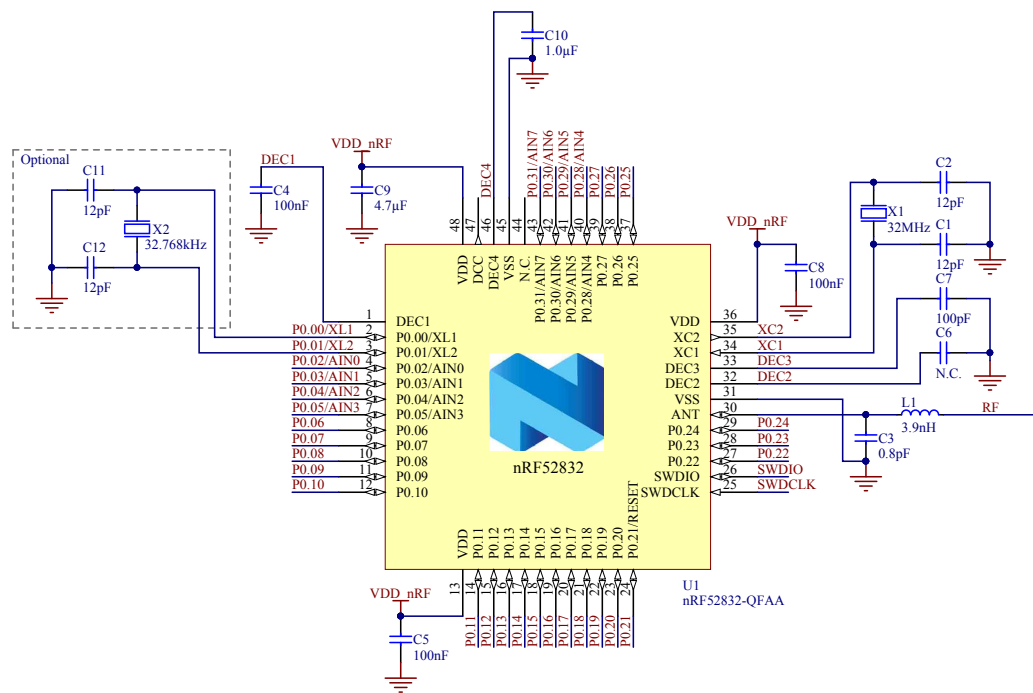 C10
1.0µF
VDD_nRF
Optional
DEC1
C11
12pF
X2
32.768kHz
C12
12pF
C4
100nF
C9
4.7µF
DEC4
P0.31/AIN7
P0.30/AIN6
P0.29/AIN5
P0.28/AIN4
P0.27
P0.26
P0.25
48
47
46
45
44
43
42
41
40
39
38
37
VDD
DCC
DEC4
VSS
N.C.
P0.31/AIN7
P0.30/AIN6
P0.29/AIN5
P0.28/AIN4
P0.27
P0.26
P0.25
VDD_nRF
C8
100nF
C2
12pF
X1
32MHz
C1
12pF
C7
100pF
C6
N.C.
1 DEC1
P0.00/XL1 2 P0.00/XL1
P0.01/XL2 3 P0.01/XL2
P0.02/AIN0 4 P0.02/AIN0
P0.03/AIN1 5 P0.03/AIN1
P0.04/AIN2 6 P0.04/AIN2
P0.05/AIN3 7 P0.05/AIN3
P0.06 8 P0.06
P0.07 9 P0.07
P0.08 10 P0.08
P0.09 11 P0.09
P0.10 12 P0.10
nRF52832
VDD 36
XC2 35 XC2
XC1 34 XC1
DEC3 33 DEC3
DEC2 32 DEC2
VSS 31
ANT 30
P0.24 29 P0.24
P0.23 28 P0.23
P0.22 27 P0.22
SWDIO 26 SWDIO
SWDCLK 25 SWDCLK
L1
3.9nH
RF
C3
0.8pF
VDD
P0.11
P0.12
P0.13
P0.14
P0.15
P0.16
P0.17
P0.18
P0.19
P0.20
P0.21/RESET
13
14
15
16
17
18
19
20
21
22
23
24
P0.11
P0.12
P0.13
P0.14
P0.15
P0.16
P0.17
P0.18
P0.19
P0.20
P0.21
U1
nRF52832-QFAA
VDD_nRF
C5
100nF